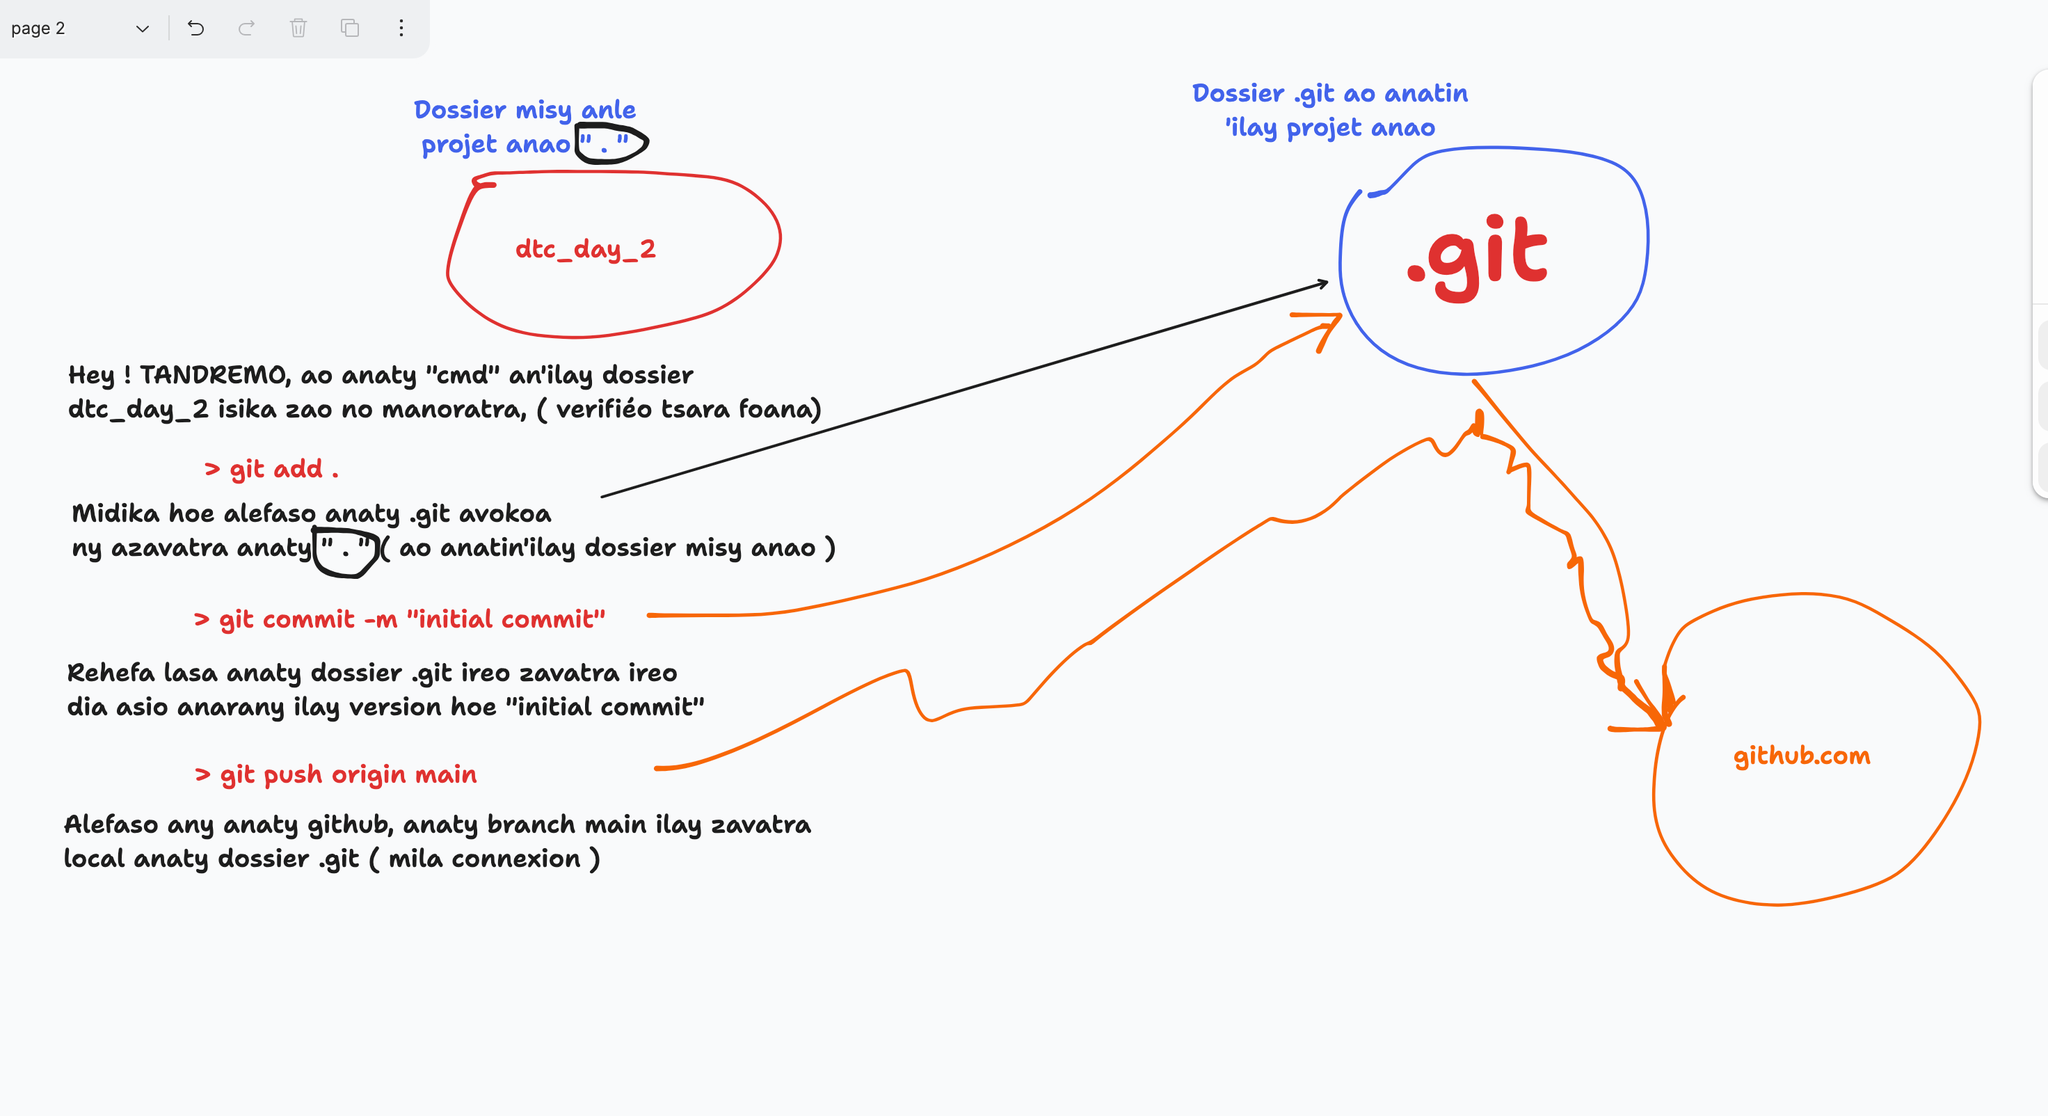 page 2
Dossier misy anle
projet anao " . "
Dossier .git ao anatin
'ilay projet anao
dtc_day_2
.git
Hey ! TANDREMO, ao anaty "cmd" an'ilay dossier
dtc_day_2 isika zao no manoratra, ( verifiéo tsara foana)
> git add .
Midika hoe alefaso anaty .git avokoa
ny azavatra anaty " . " ( ao anatin'ilay dossier misy anao )
> git commit -m "initial commit"
Rehefa lasa anaty dossier .git ireo zavatra ireo
dia asio anarany ilay version hoe "initial commit"
> git push origin main
github.com
Alefaso any anaty github, anaty branch main ilay zavatra
local anaty dossier .git ( mila connexion )